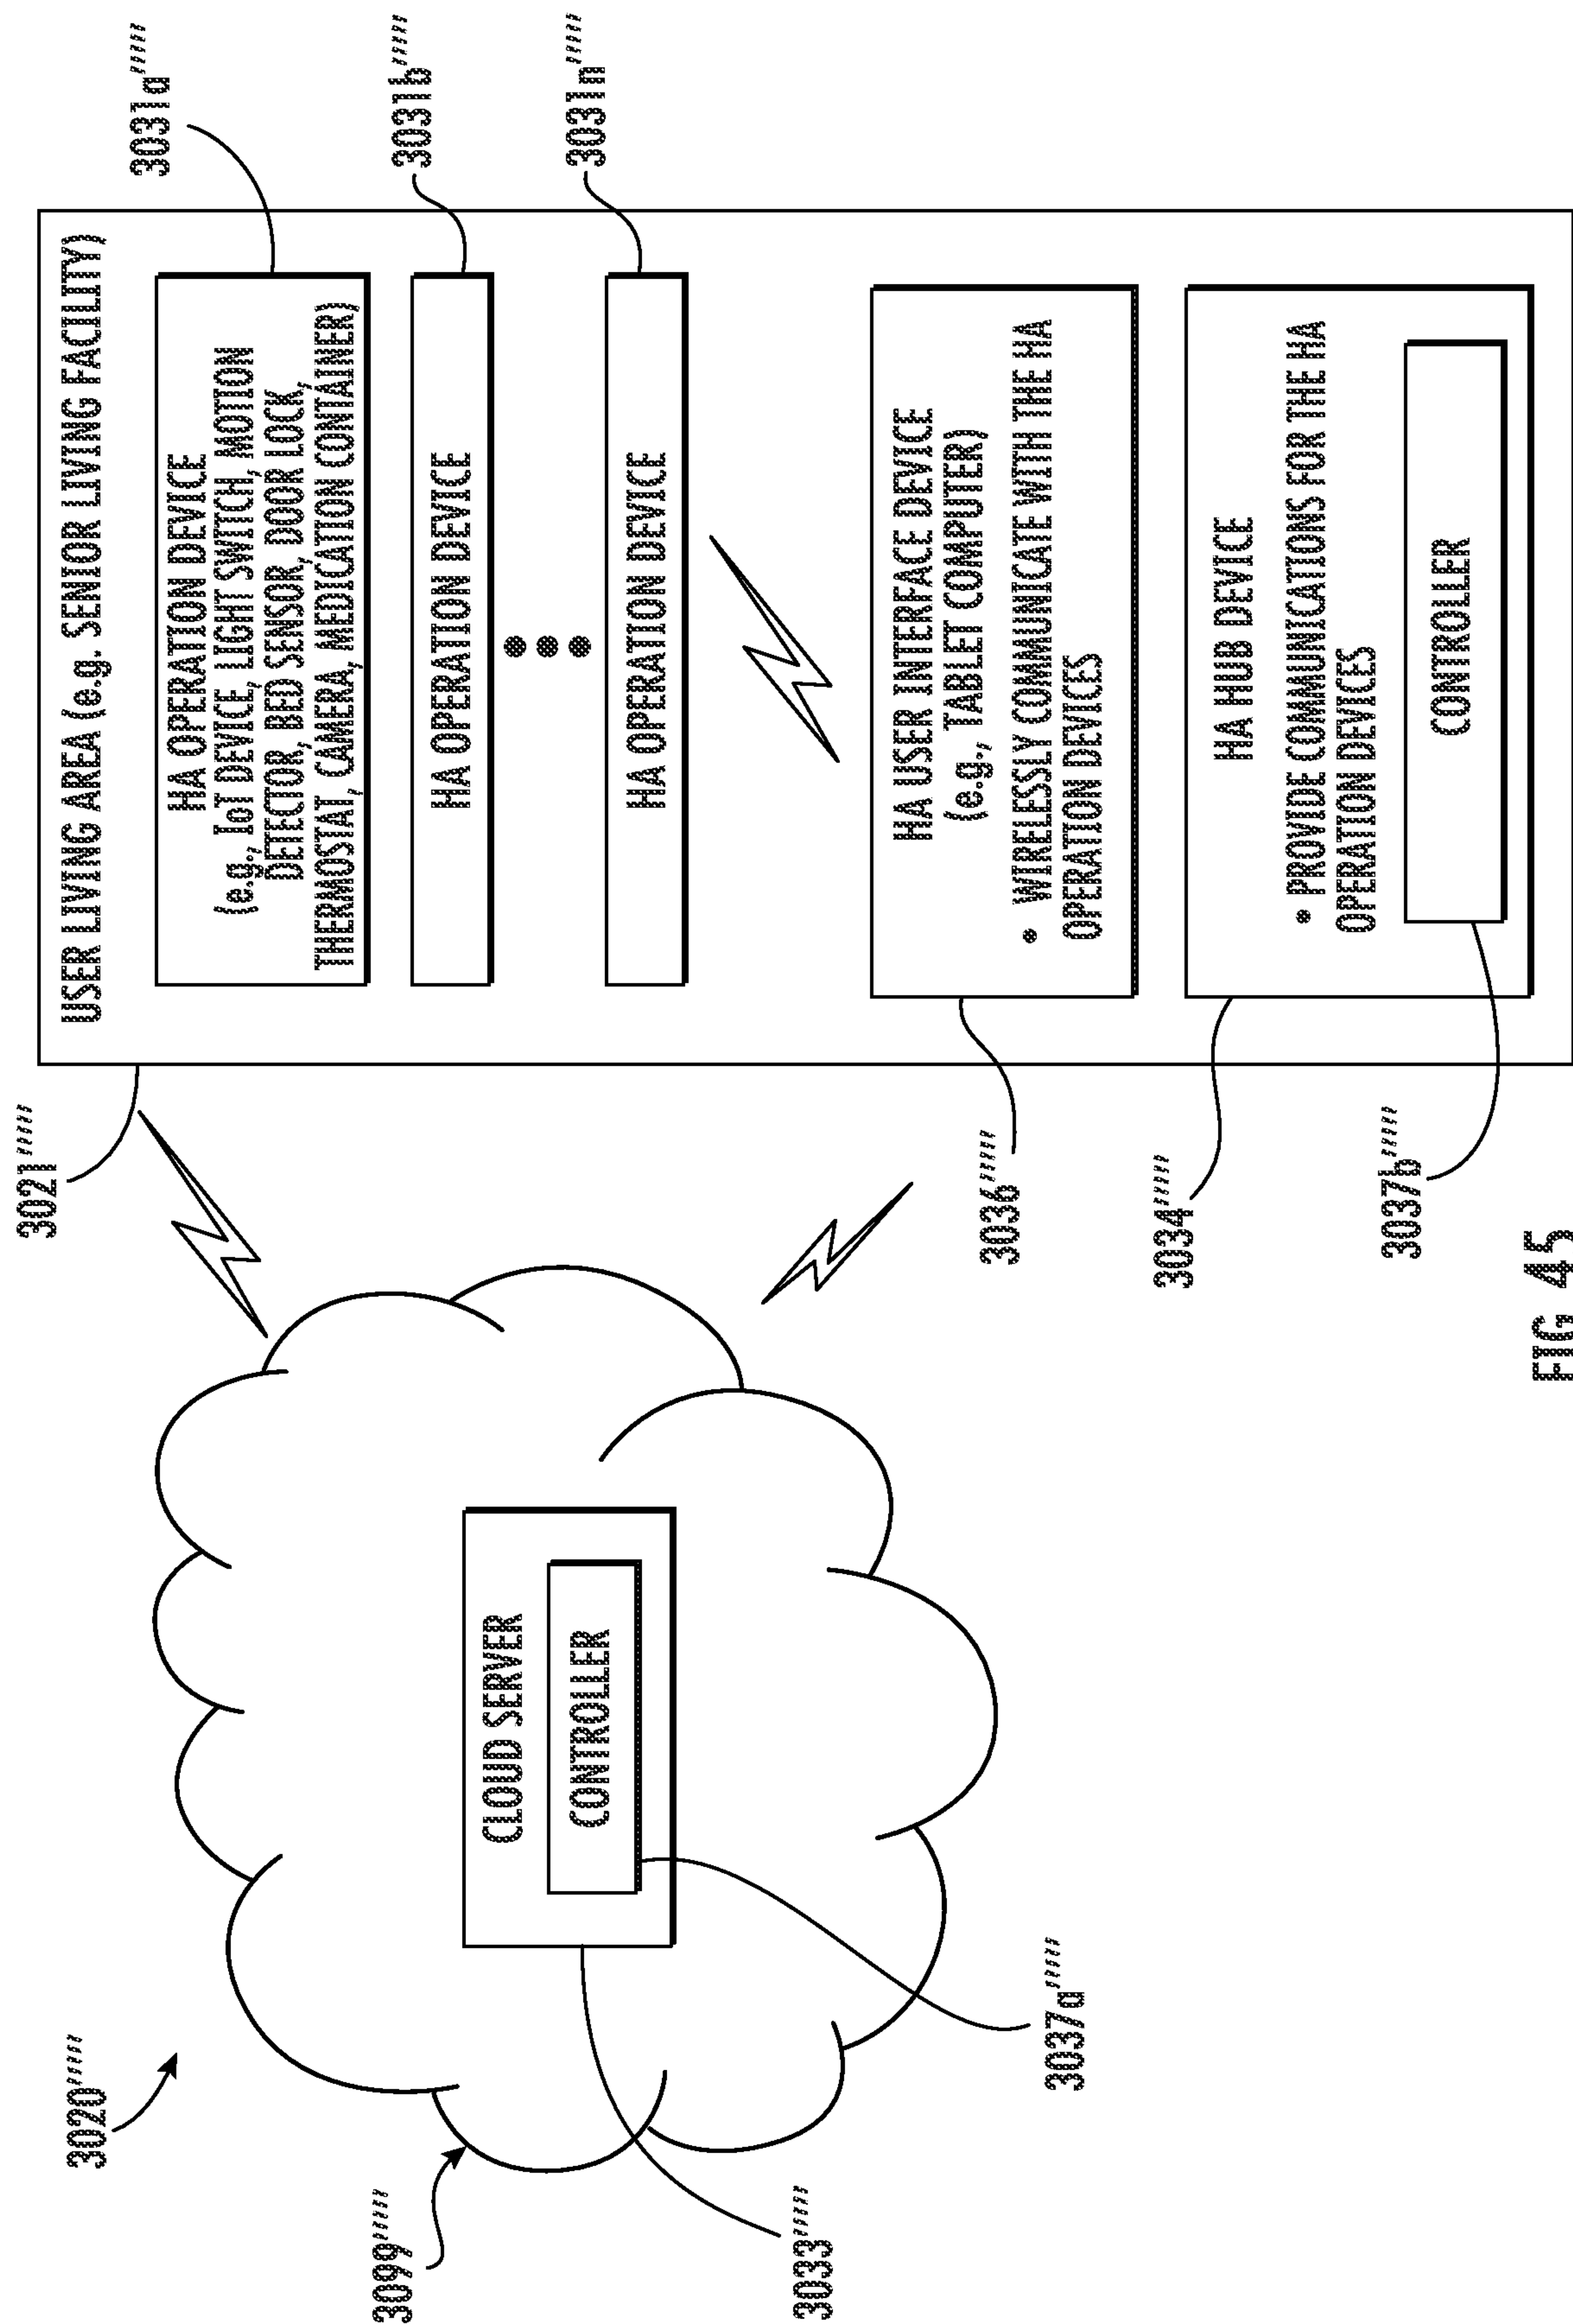 3020'''''
3099'''''
3033'''''
3037a'''''
CLOUD SERVER
CONTROLLER
3021'''''
USER LIVING AREA (e.g. SENIOR LIVING FACILITY)
HA OPERATION DEVICE
(e.g., IoT DEVICE, LIGHT SWITCH, MOTION
DETECTOR, BED SENSOR, DOOR LOCK,
THERMOSTAT, CAMERA, MEDICATION CONTAINER)
3031a'''''
HA OPERATION DEVICE
3031b'''''
HA OPERATION DEVICE
3031n'''''
HA USER INTERFACE DEVICE
(e.g., TABLET COMPUTER)
• WIRELESSLY COMMUNICATE WITH THE HA
OPERATION DEVICES
3036'''''
HA HUB DEVICE
• PROVIDE COMMUNICATIONS FOR THE HA
OPERATION DEVICES
3034'''''
CONTROLLER
3037b'''''
FIG. 45